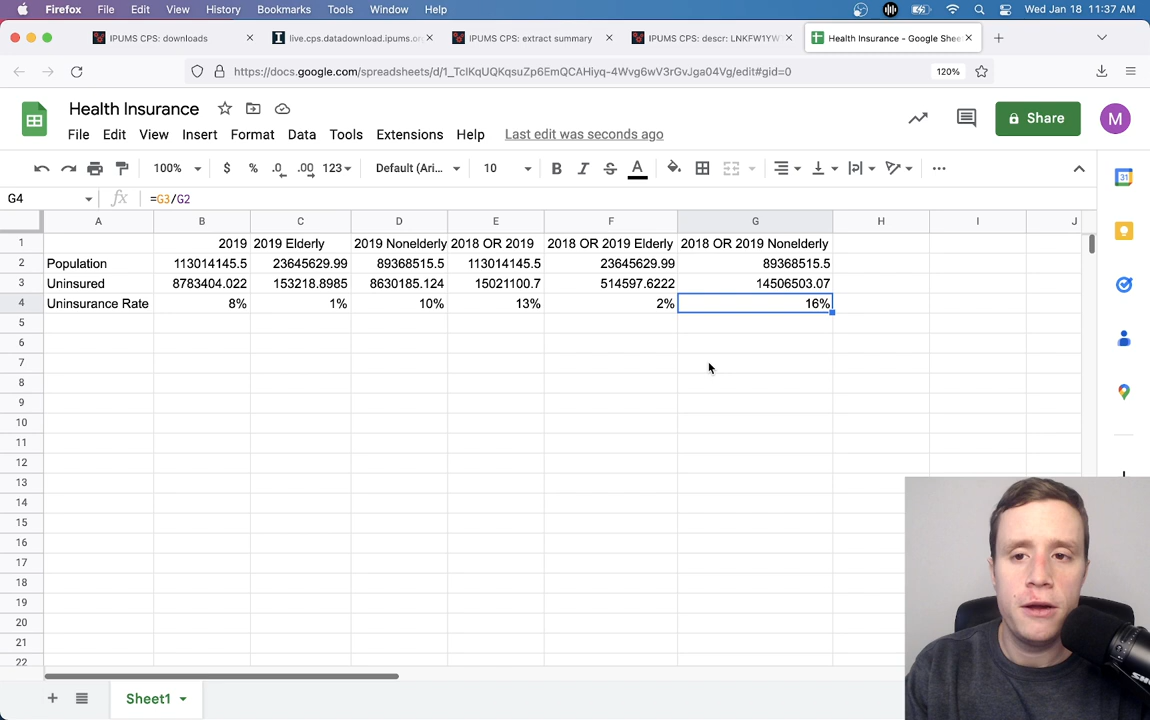 Firefox File Edit View History Bookmarks Tools Window Help Wed Jan 18 11:37 AM
IPUMS CPS: downloads live.cps.datadownload.ipums.or IPUMS CPS: extract summary IPUMS CPS: descr: LNKFW1YW Health Insurance - Google Shee
https://docs.google.com/spreadsheets/d/1_TclKqUQKqsuZp6EmQCAHiyq-4Wvg6wV3rGvJga04Vg/edit#gid=0 120%
Health Insurance
File Edit View Insert Format Data Tools Extensions Help Last edit was seconds ago
Share
M
100% $ % .0 .00 123 Default (Ari... 10 B I S A
31
G4 fx =G3/G2
A B C D E F G H I J
1 2019 2019 Elderly 2019 Nonelderly 2018 OR 2019 2018 OR 2019 Elderly 2018 OR 2019 Nonelderly
2 Population 113014145.5 23645629.99 89368515.5 113014145.5 23645629.99 89368515.5
3 Uninsured 8783404.022 153218.8985 8630185.124 15021100.7 514597.6222 14506503.07
4 Uninsurance Rate 8% 1% 10% 13% 2% 16%
5
6
7
8
9
10
11
12
13
14
15
16
17
18
19
20
21
22
Sheet1